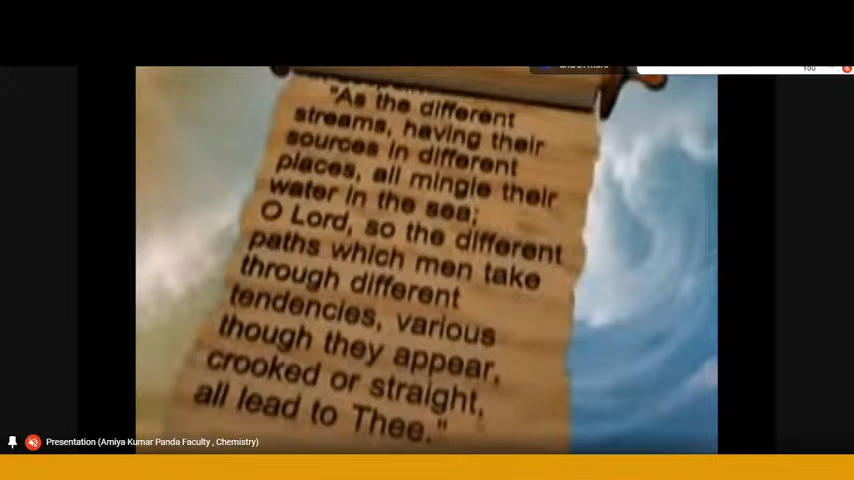 You
"As the different
streams, having their
sources in different
places, all mingle their
water in the sea;
O Lord, so the different
paths which men take
through different
tendencies, various
though they appear,
crooked or straight,
all lead to Thee."
Presentation (Amiya Kumar Panda Faculty , Chemistry)